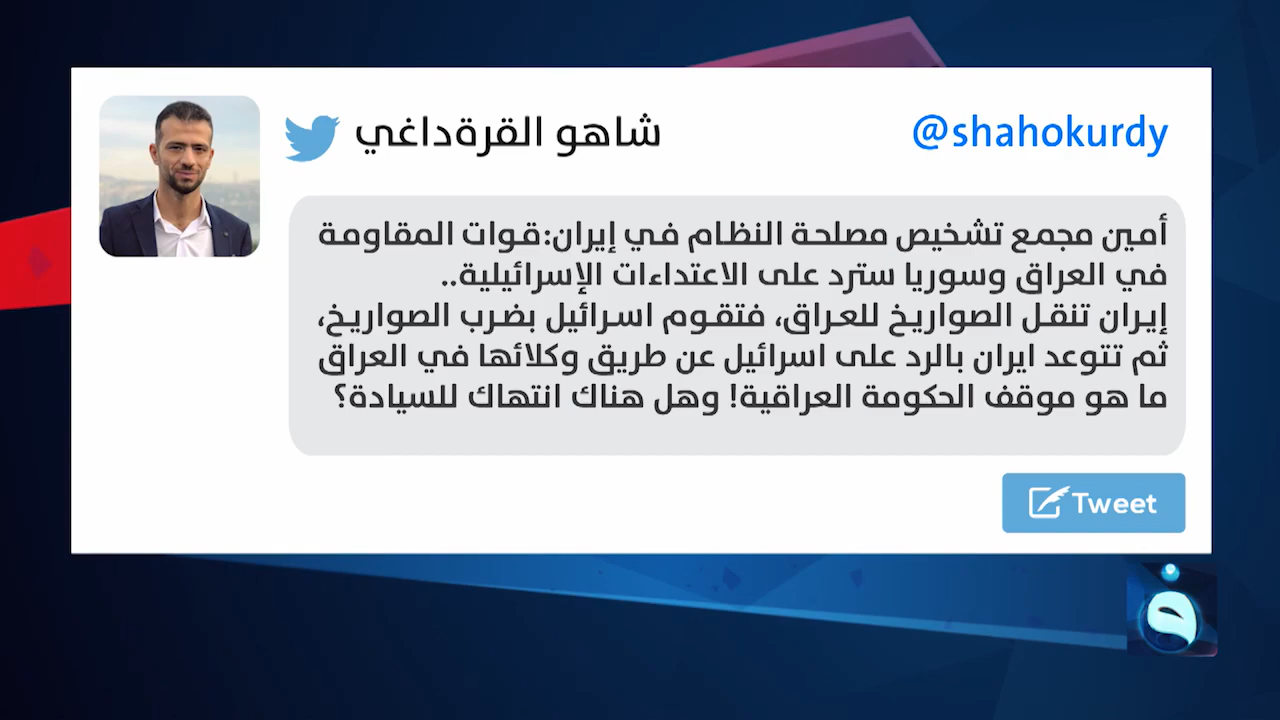 شاهو القرةداغي
@shahokurdy
أمين مجمع تشخيص مصلحة النظام في إيران:قوات المقاومة
في العراق وسوريا سترد على الاعتداءات الإسرائيلية..
إيران تنقل الصواريخ للعراق، فتقوم اسرائيل بضرب الصواريخ،
ثم تتوعد ايران بالرد على اسرائيل عن طريق وكلائها في العراق
ما هو موقف الحكومة العراقية! وهل هناك انتهاك للسيادة؟
Tweet